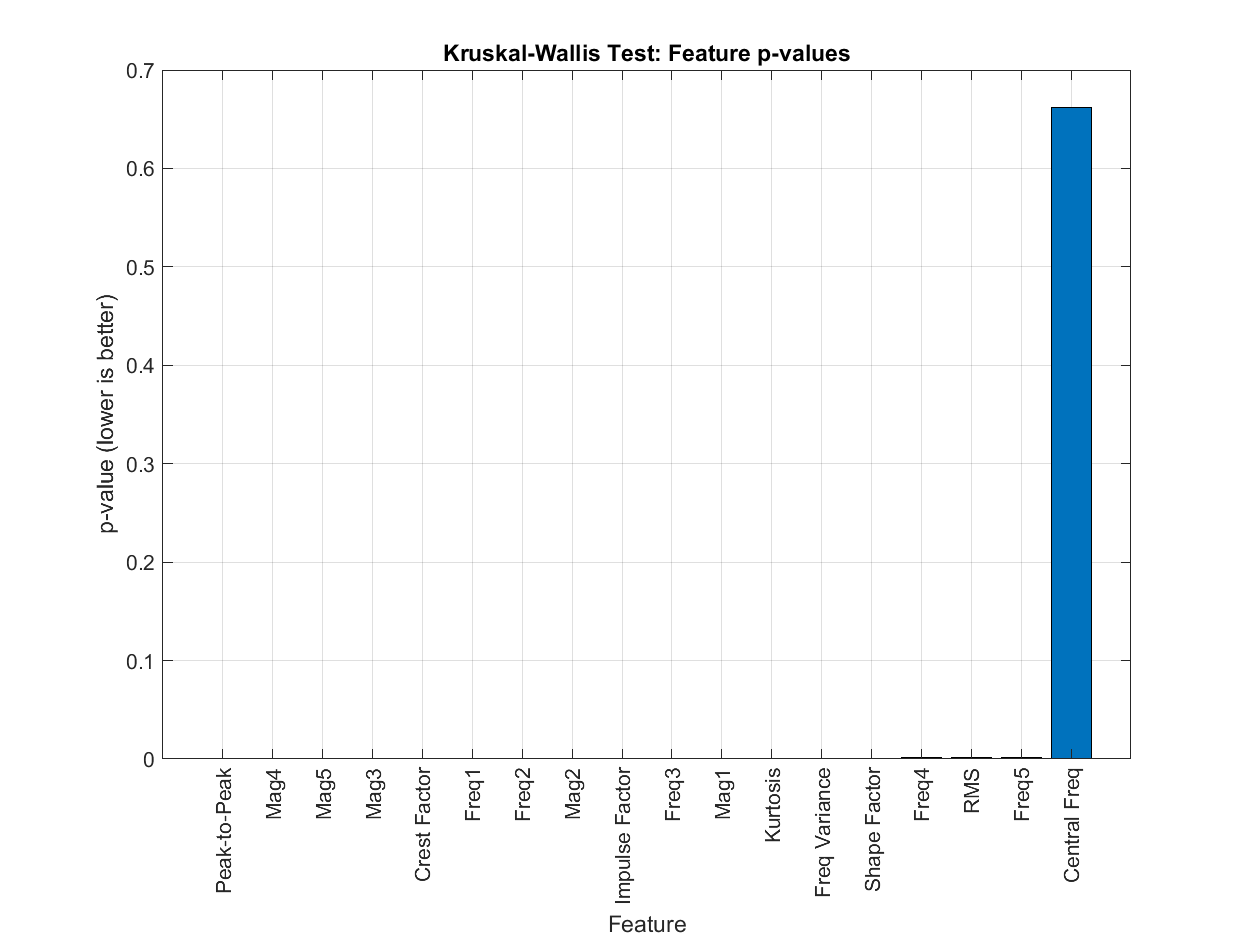 Kruskal-Wallis Test: Feature p-values
0.7
0.6
0.5
0.4
0.3
0.2
0.1
0
p-value (lower is better)
Peak-to-Peak
Mag4
Mag5
Mag3
Crest Factor
Freq1
Freq2
Mag2
Impulse Factor
Freq3
Mag1
Kurtosis
Freq Variance
Shape Factor
Freq4
RMS
Freq5
Central Freq
Feature